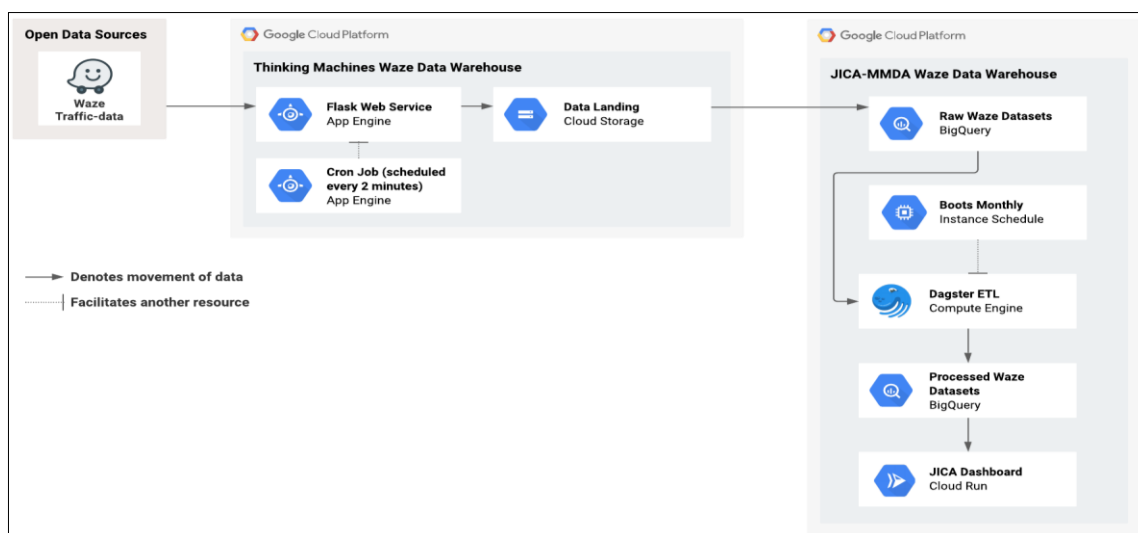 Open Data Sources
Waze
Traffic-data
Google Cloud Platform
Thinking Machines Waze Data Warehouse
Flask Web Service
App Engine
Data Landing
Cloud Storage
Cron Job (scheduled
every 2 minutes)
App Engine
Denotes movement of data
Facilitates another resource
Google Cloud Platform
JICA-MMDA Waze Data Warehouse
Raw Waze Datasets
BigQuery
Boots Monthly
Instance Schedule
Dagster ETL
Compute Engine
Processed Waze
Datasets
BigQuery
JICA Dashboard
Cloud Run